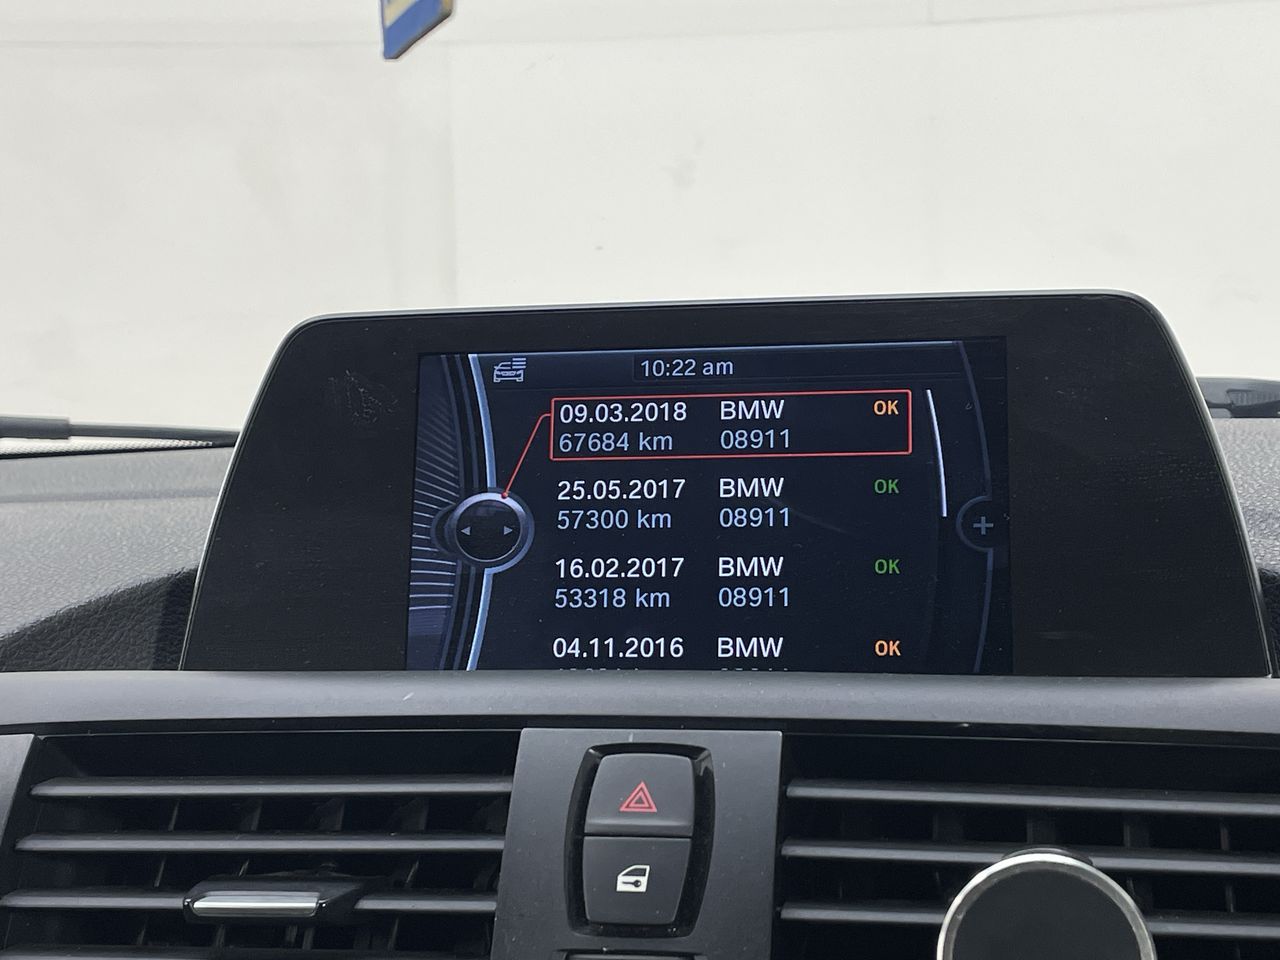 10:22 am
09.03.2018 BMW OK
67684 km 08911
25.05.2017 BMW OK
57300 km 08911
16.02.2017 BMW OK
53318 km 08911
04.11.2016 BMW OK